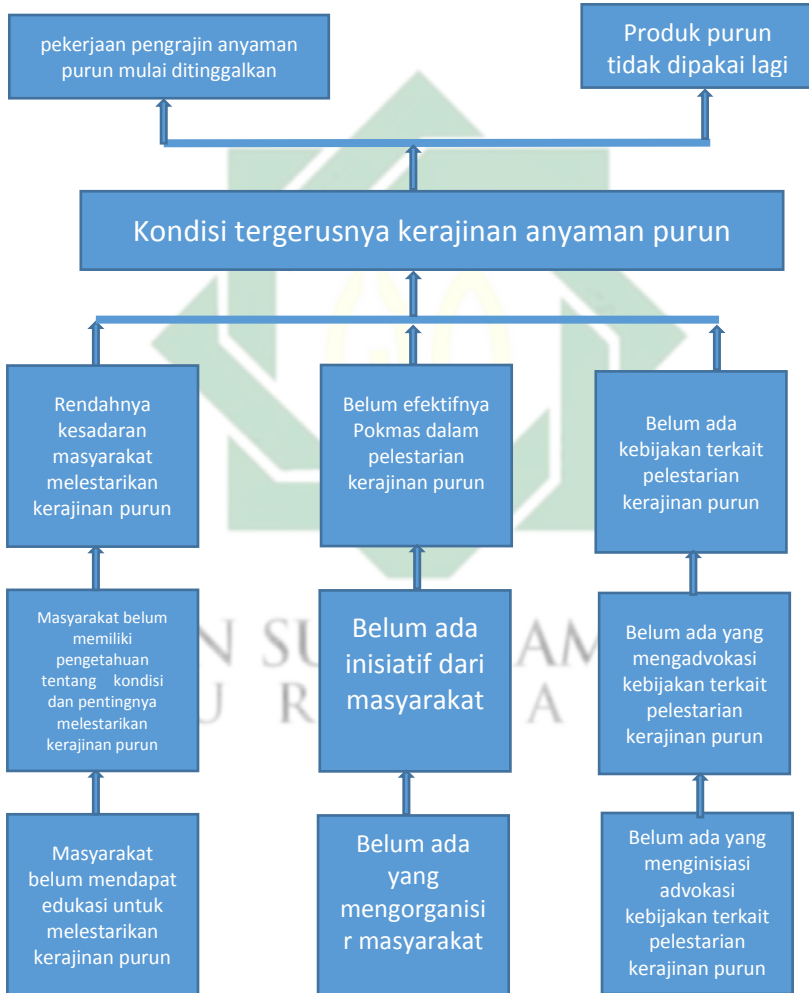 pekerjaan pengrajin anyaman
purun mulai ditinggalkan
Produk purun
tidak dipakai lagi
Kondisi tergerusnya kerajinan anyaman purun
Rendahnya
kesadaran
masyarakat
melestarikan
kerajinan purun
Belum efektifnya
Pokmas dalam
pelestarian
kerajinan purun
Belum ada
kebijakan terkait
pelestarian
kerajinan purun
Masyarakat belum
memiliki
pengetahuan
tentang kondisi
dan pentingnya
melestarikan
kerajinan purun
Belum ada
inisiatif dari
masyarakat
Belum ada yang
mengadvokasi
kebijakan terkait
pelestarian
kerajinan purun
Masyarakat
belum mendapat
edukasi untuk
melestarikan
kerajinan purun
Belum ada
yang
mengorganisi
r masyarakat
Belum ada yang
menginisiasi
advokasi
kebijakan terkait
pelestarian
kerajinan purun